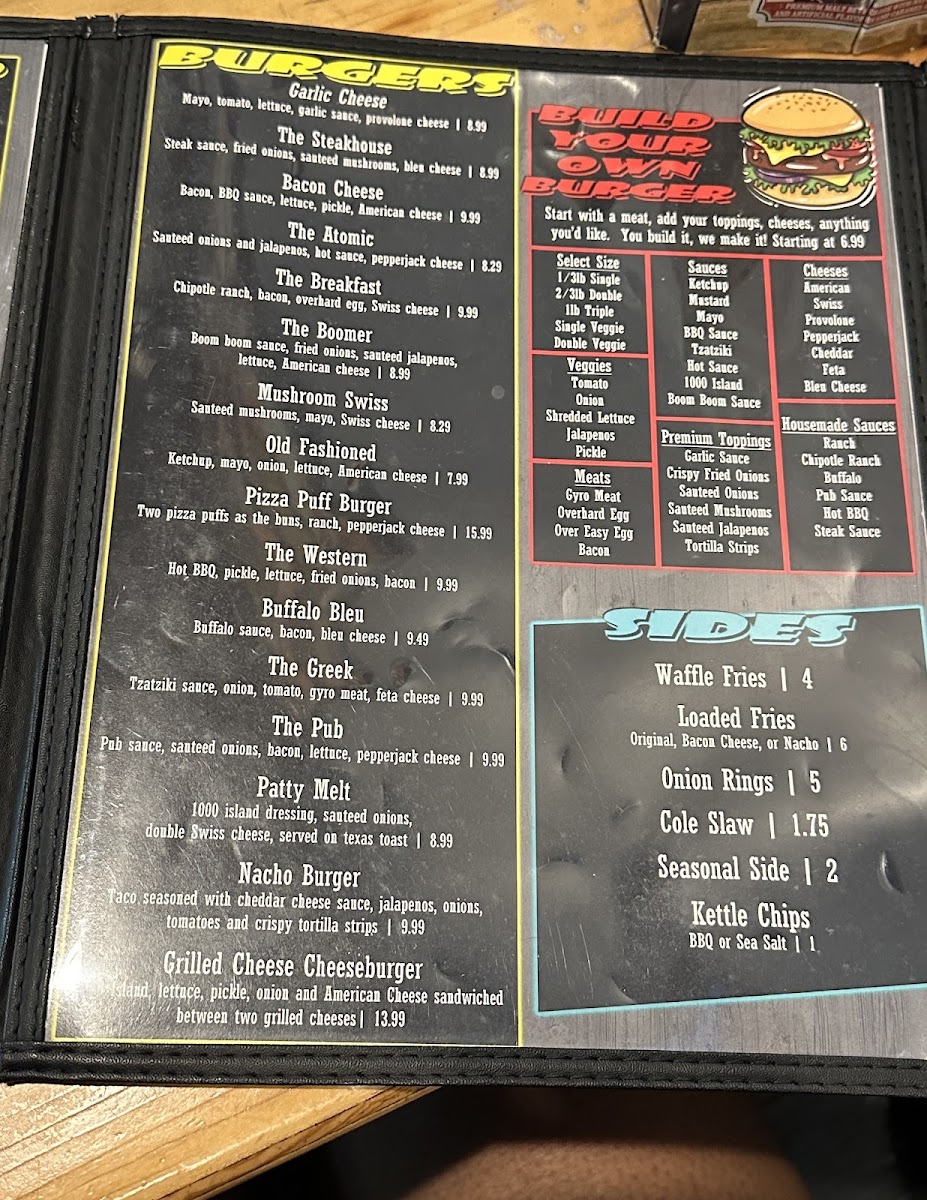 PREMIUM MALT
AND ARTIFICIAL FLAVOR
BURGERS
Garlic Cheese
Mayo, tomato, lettuce, garlic sauce, provolone cheese | 8.99
The Steakhouse
Steak sauce, fried onions, sauteed mushrooms, bleu cheese | 8.99
Bacon Cheese
Bacon, BBQ sauce, lettuce, pickle, American cheese | 9.99
The Atomic
Sauteed onions and jalapenos, hot sauce, pepperjack cheese | 8.29
The Breakfast
Chipotle ranch, bacon, overhard egg, Swiss cheese | 9.99
The Boomer
Boom boom sauce, fried onions, sauteed jalapenos,
lettuce, American cheese | 8.99
Mushroom Swiss
Sauteed mushrooms, mayo, Swiss cheese | 8.29
Old Fashioned
Ketchup, mayo, onion, lettuce, American cheese | 7.99
Pizza Puff Burger
Two pizza puffs as the buns, ranch, pepperjack cheese | 15.99
The Western
Hot BBQ, pickle, lettuce, fried onions, bacon | 9.99
Buffalo Bleu
Buffalo sauce, bacon, bleu cheese | 9.49
The Greek
Tzatziki sauce, onion, tomato, gyro meat, feta cheese | 9.99
The Pub
Pub sauce, sauteed onions, bacon, lettuce, pepperjack cheese | 9.99
Patty Melt
1000 island dressing, sauteed onions,
double Swiss cheese, served on texas toast | 8.99
Nacho Burger
Taco seasoned with cheddar cheese sauce, jalapenos, onions,
tomatoes and crispy tortilla strips | 9.99
Grilled Cheese Cheeseburger
Island, lettuce, pickle, onion and American Cheese sandwiched
between two grilled cheeses| 13.99
BUILD
YOUR
OWN
BURGER
Start with a meat, add your toppings, cheeses, anything
you'd like. You build it, we make it! Starting at 6.99
Select Size
1/3lb Single
2/3lb Double
1lb Triple
Single Veggie
Double Veggie
Veggies
Tomato
Onion
Shredded Lettuce
Jalapenos
Pickle
Meats
Gyro Meat
Overhard Egg
Over Easy Egg
Bacon
Sauces
Ketchup
Mustard
Mayo
BBQ Sauce
Tzatziki
Hot Sauce
1000 Island
Boom Boom Sauce
Premium Toppings
Garlic Sauce
Crispy Fried Onions
Sauteed Onions
Sauteed Mushrooms
Sauteed Jalapenos
Tortilla Strips
Cheeses
American
Swiss
Provolone
Pepperjack
Cheddar
Feta
Bleu Cheese
Housemade Sauces
Ranch
Chipotle Ranch
Buffalo
Pub Sauce
Hot BBQ
Steak Sauce
SIDES
Waffle Fries | 4
Loaded Fries
Original, Bacon Cheese, or Nacho | 6
Onion Rings | 5
Cole Slaw | 1.75
Seasonal Side | 2
Kettle Chips
BBQ or Sea Salt | 1